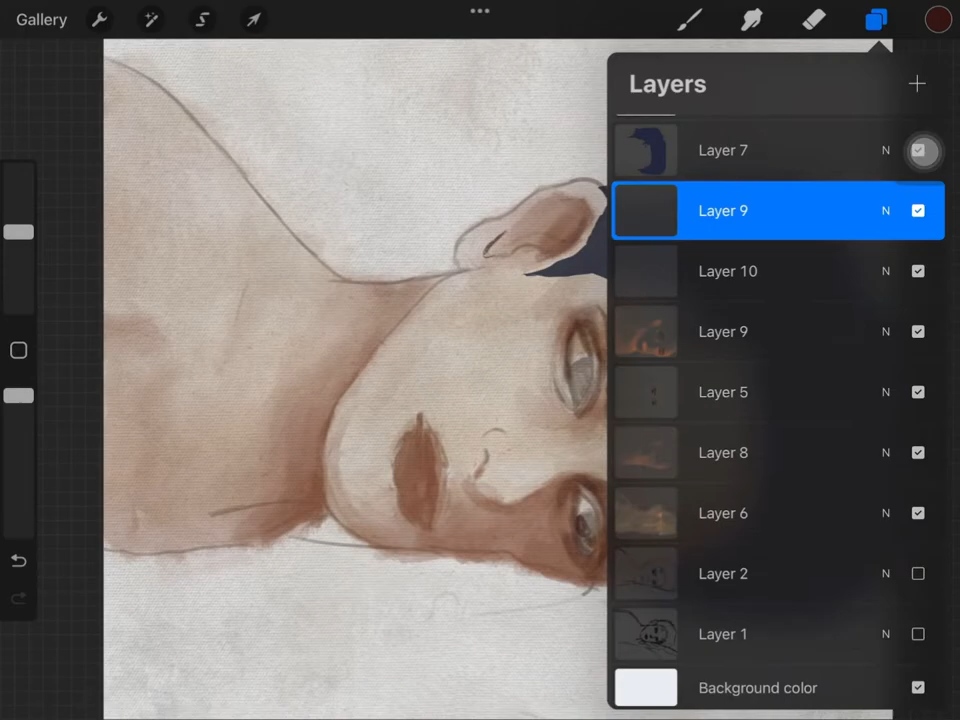 Gallery
Layers
Layer 7 N
Layer 9 N
Layer 10 N
Layer 9 N
Layer 5 N
Layer 8 N
Layer 6 N
Layer 2 N
Layer 1 N
Background color